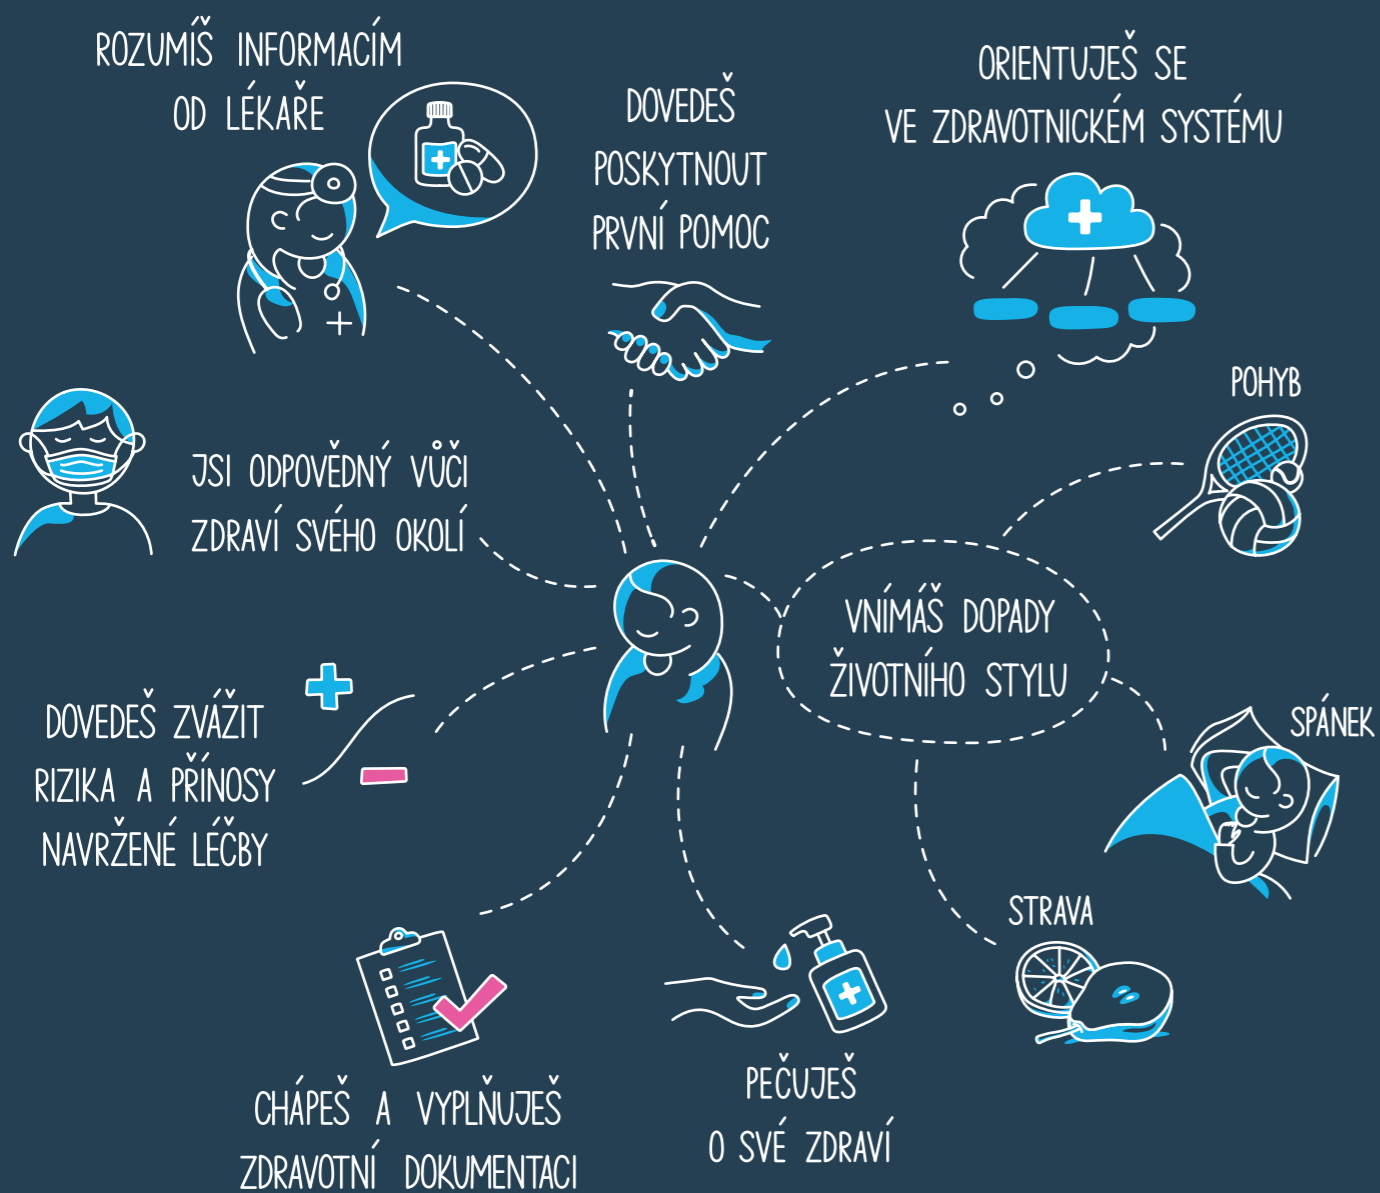 ROZUMÍŠ INFORMACÍM
OD LÉKAŘE
DOVEDEŠ
POSKYTNOUT
PRVNÍ POMOC
ORIENTUJEŠ SE
VE ZDRAVOTNICKÉM SYSTÉMU
POHYB
JSI ODPOVĚDNÝ VŮČI
ZDRAVÍ SVÉHO OKOLÍ
VNÍMÁŠ DOPADY
ŽIVOTNÍHO STYLU
DOVEDEŠ ZVÁŽIT
RIZIKA A PŘÍNOSY
NAVRŽENÉ LÉČBY
SPÁNEK
STRAVA
CHÁPEŠ A VYPLŇUJEŠ
ZDRAVOTNÍ DOKUMENTACI
PEČUJEŠ
O SVÉ ZDRAVÍ